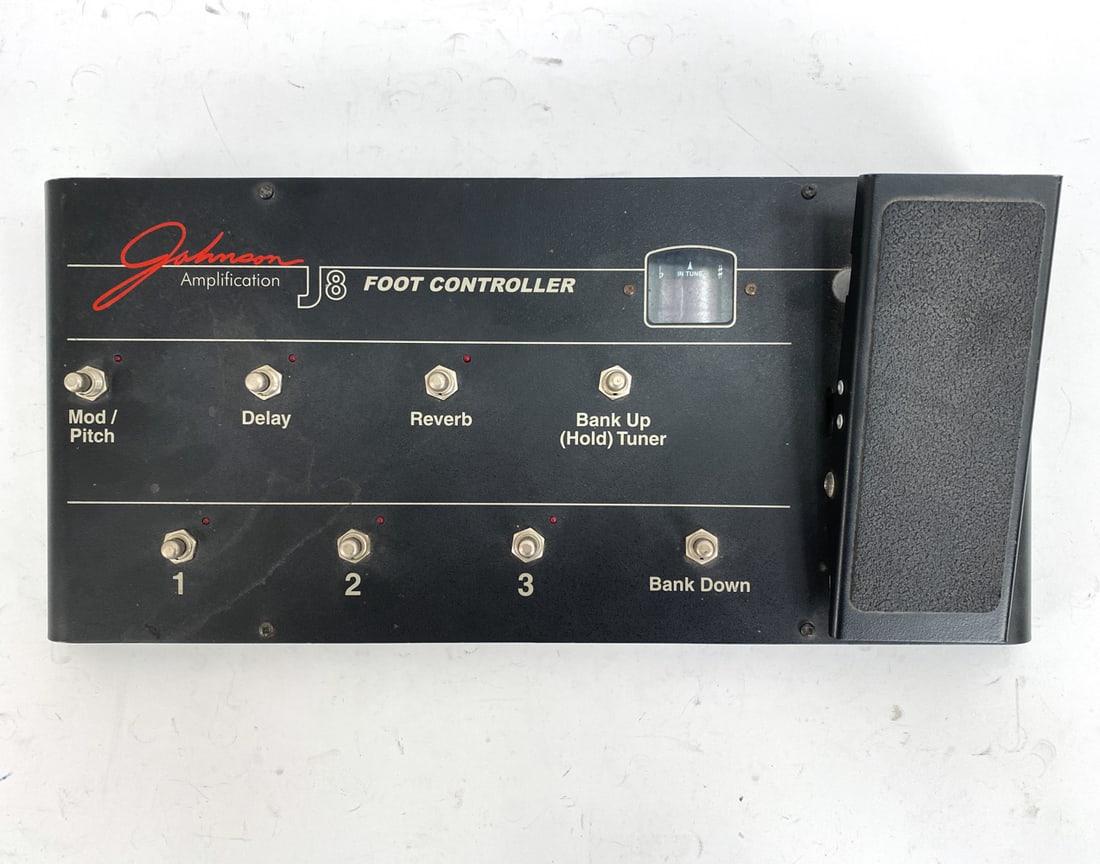 Johnson
Amplification
J8 FOOT CONTROLLER
♭ IN TUNE ♯
Mod /
Pitch
Delay
Reverb
Bank Up
(Hold) Tuner
1
2
3
Bank Down